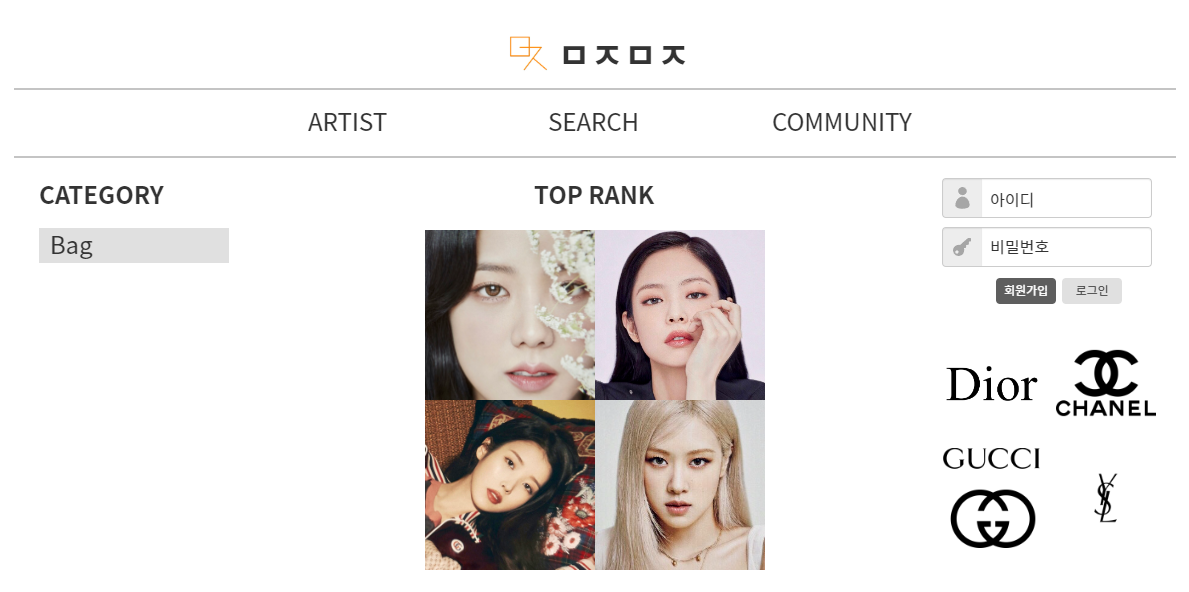 ㅁㅈㅁㅈ
ARTIST SEARCH COMMUNITY
CATEGORY
Bag
TOP RANK
아이디
비밀번호
회원가입 로그인
Dior
CHANEL
GUCCI
YSL